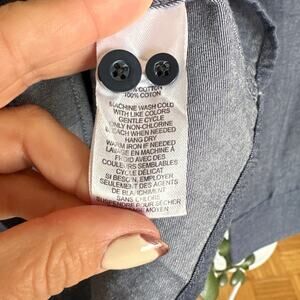 % COTTON
100% COTON
MACHINE WASH COLD
WITH LIKE COLORS
GENTLE CYCLE
ONLY NON-CHLORINE
BLEACH WHEN NEEDED
HANG DRY
WARM IRON IF NEEDED
LAVAGE EN MACHINE À
FROID AVEC DES
COULEURS SEMBLABLES
CYCLE DÉLICAT
SI BESOIN, EMPLOYER
SEULEMENT DES AGENTS
DE BLANCHIMENT
SUSPENDRE POUR SÉCHER
MOYEN